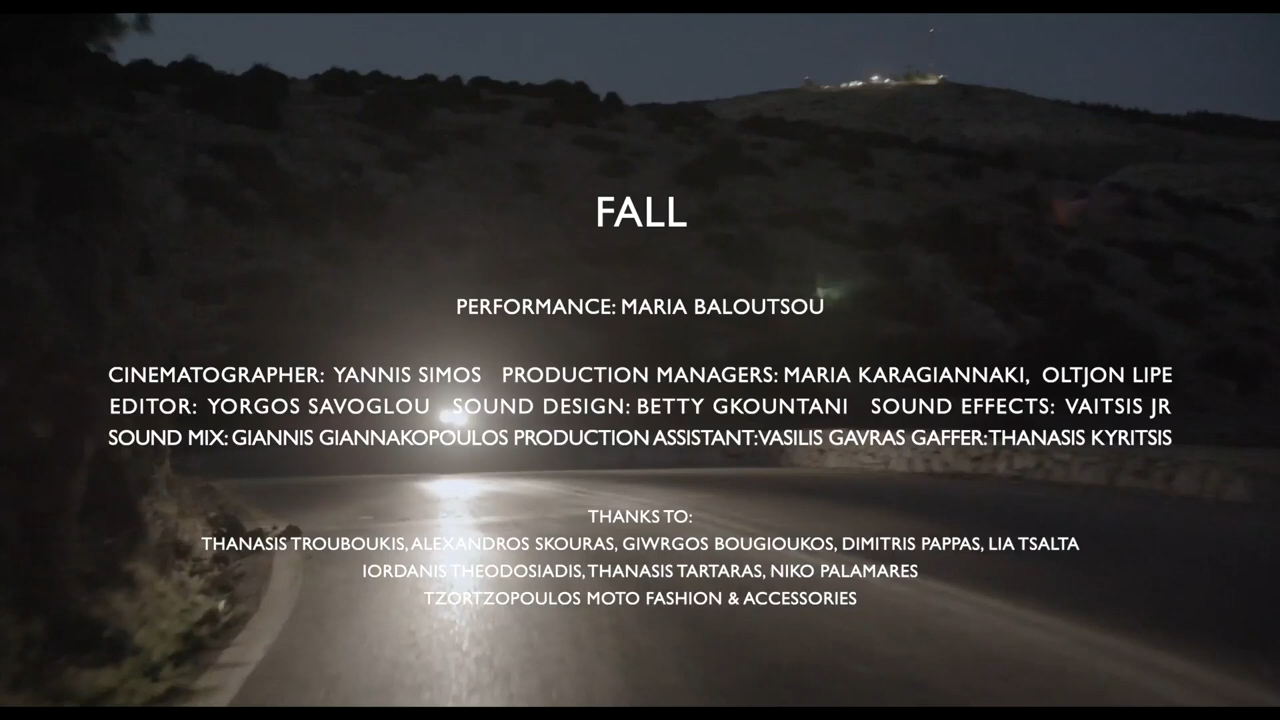 FALL
PERFORMANCE: MARIA BALOUTSOU
CINEMATOGRAPHER: YANNIS SIMOS PRODUCTION MANAGERS: MARIA KARAGIANNAKI, OLTJON LIPE
EDITOR: YORGOS SAVOGLOU SOUND DESIGN: BETTY GKOUNTANI SOUND EFFECTS: VAITSIS JR
SOUND MIX: GIANNIS GIANNAKOPOULOS PRODUCTION ASSISTANT: VASILIS GAVRAS GAFFER: THANASIS KYRITSIS
THANKS TO:
THANASIS TROUBOUKIS, ALEXANDROS SKOURAS, GIWRGOS BOUGIOUKOS, DIMITRIS PAPPAS, LIA TSALTA
IORDANIS THEODOSIADIS, THANASIS TARTARAS, NIKO PALAMARES
TZORTZOPOULOS MOTO FASHION & ACCESSORIES